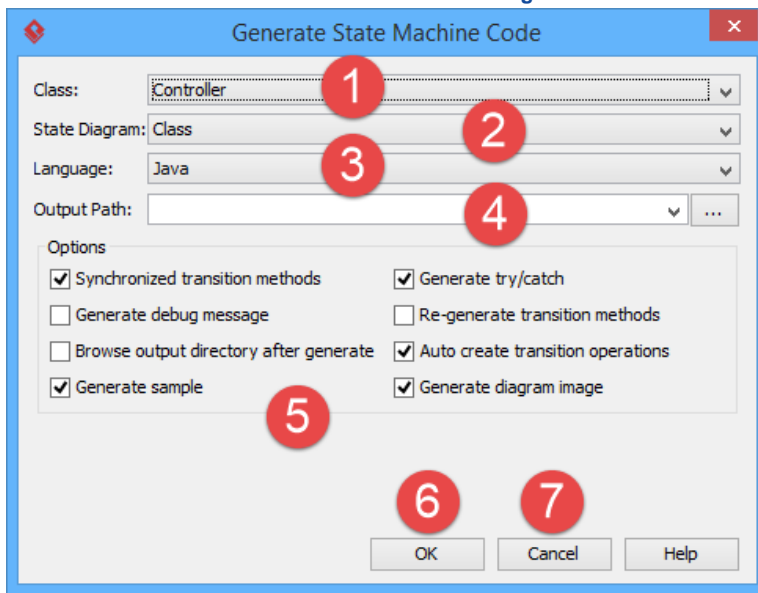 Generate State Machine Code
Class: Controller 1
State Diagram: Class 2
Language: Java 3
Output Path: 4 ...
Options
Synchronized transition methods Generate try/catch
Generate debug message Re-generate transition methods
Browse output directory after generate Auto create transition operations
Generate sample Generate diagram image
5
6 7
OK Cancel Help